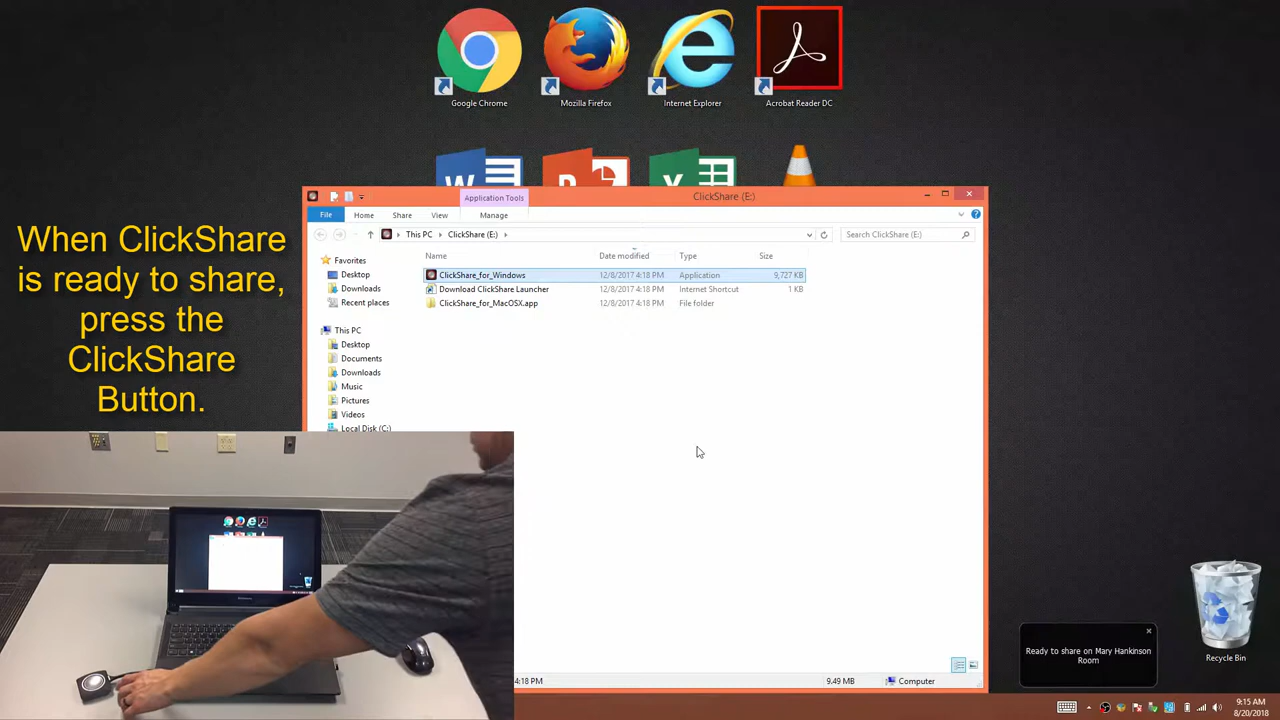 Google Chrome
Mozilla Firefox
Internet Explorer
Acrobat Reader DC
When ClickShare
is ready to share,
press the
ClickShare
Button.
Application Tools
ClickShare (E:)
File Home Share View Manage
This PC ClickShare (E:)
Search ClickShare (E:)
Favorites
Desktop
Downloads
Recent places
This PC
Desktop
Documents
Downloads
Music
Pictures
Videos
Local Disk (C:)
Name Date modified Type Size
ClickShare_for_Windows 12/8/2017 4:18 PM Application 9,727 KB
Download ClickShare Launcher 12/8/2017 4:18 PM Internet Shortcut 1 KB
ClickShare_for_MacOSX.app 12/8/2017 4:18 PM File folder
4:18 PM 9.49 MB Computer
Recycle Bin
Ready to share on Mary Hankinson
Room
9:15 AM
8/20/2018